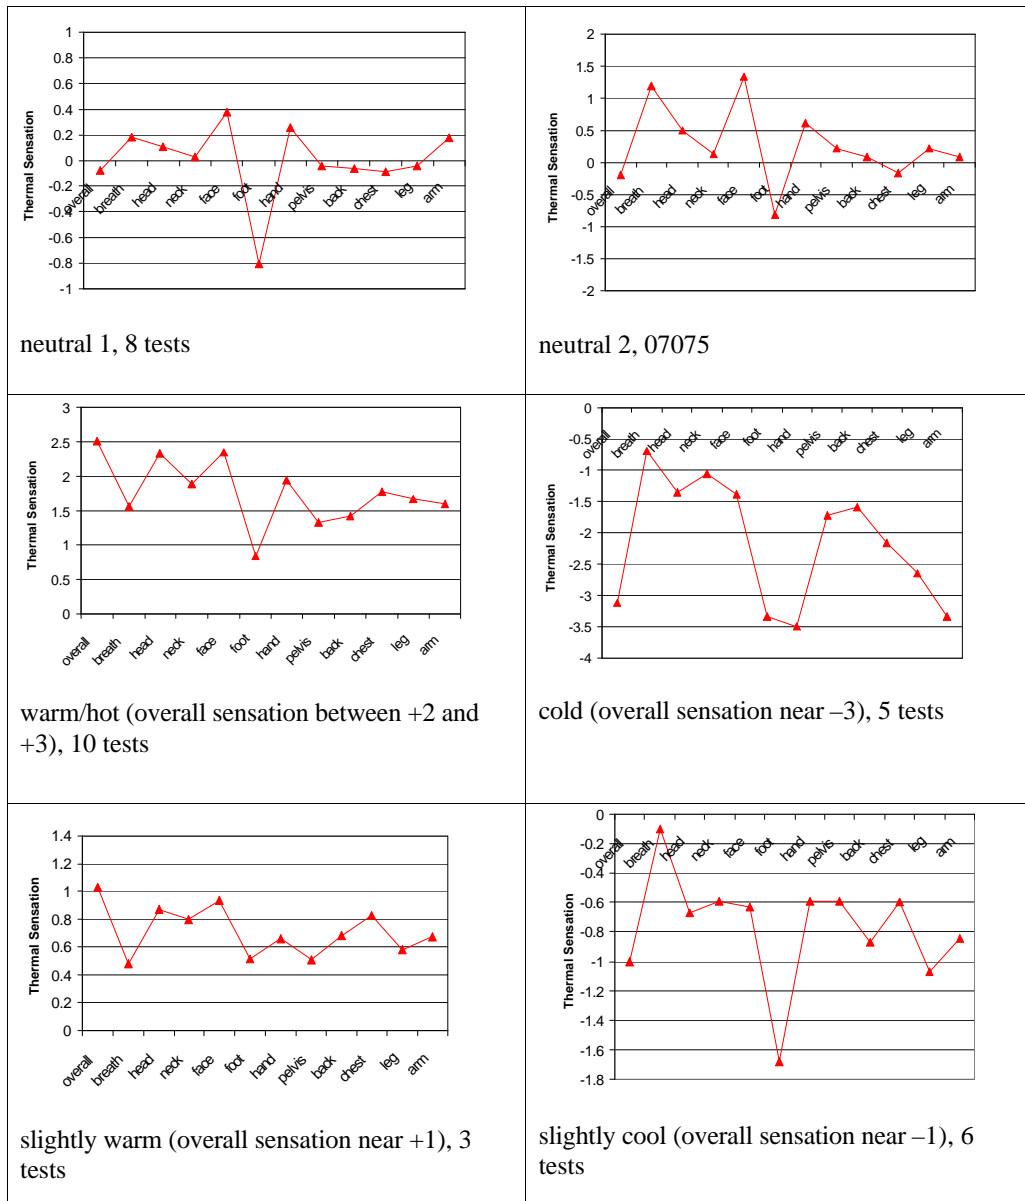 1
0.8
0.6
0.4
0.2
0
-0.2
-0.4
-0.6
-0.8
-1
Thermal Sensation
overall
breath
head
neck
face
foot
hand
pelvis
back
chest
leg
arm
neutral 1, 8 tests
2
1.5
1
0.5
0
-0.5
-1
-1.5
-2
Thermal Sensation
overall
breath
head
neck
face
foot
hand
pelvis
back
chest
leg
arm
neutral 2, 07075
3
2.5
2
1.5
1
0.5
0
Thermal Sensation
overall
breath
head
neck
face
foot
hand
pelvis
back
chest
leg
arm
warm/hot (overall sensation between +2 and
+3), 10 tests
0
-0.5
-1
-1.5
-2
-2.5
-3
-3.5
-4
Thermal Sensation
overall
breath
head
neck
face
foot
hand
pelvis
back
chest
leg
arm
cold (overall sensation near –3), 5 tests
1.4
1.2
1
0.8
0.6
0.4
0.2
0
Thermal Sensation
overall
breath
head
neck
face
foot
hand
pelvis
back
chest
leg
arm
slightly warm (overall sensation near +1), 3
tests
0
-0.2
-0.4
-0.6
-0.8
-1
-1.2
-1.4
-1.6
-1.8
Thermal Sensation
overall
breath
head
neck
face
foot
hand
pelvis
back
chest
leg
arm
slightly cool (overall sensation near –1), 6
tests